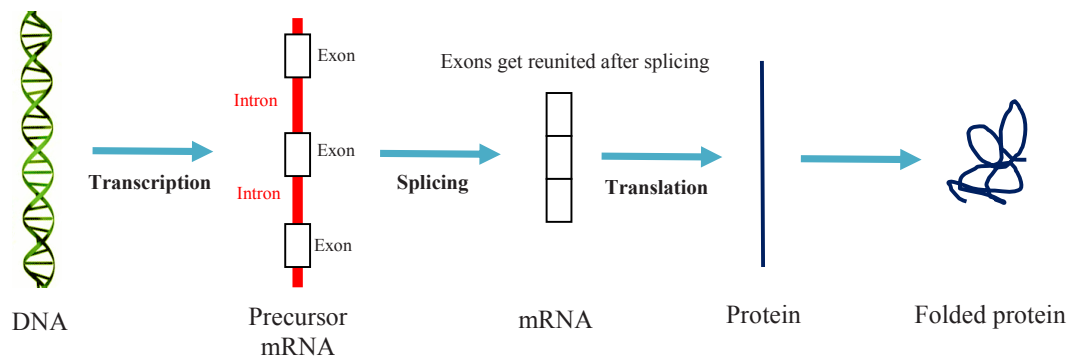 Exon
Exons get reunited after splicing
Intron
Exon
Transcription
Splicing
Translation
Intron
Exon
DNA
Precursor
mRNA
mRNA
Protein
Folded protein